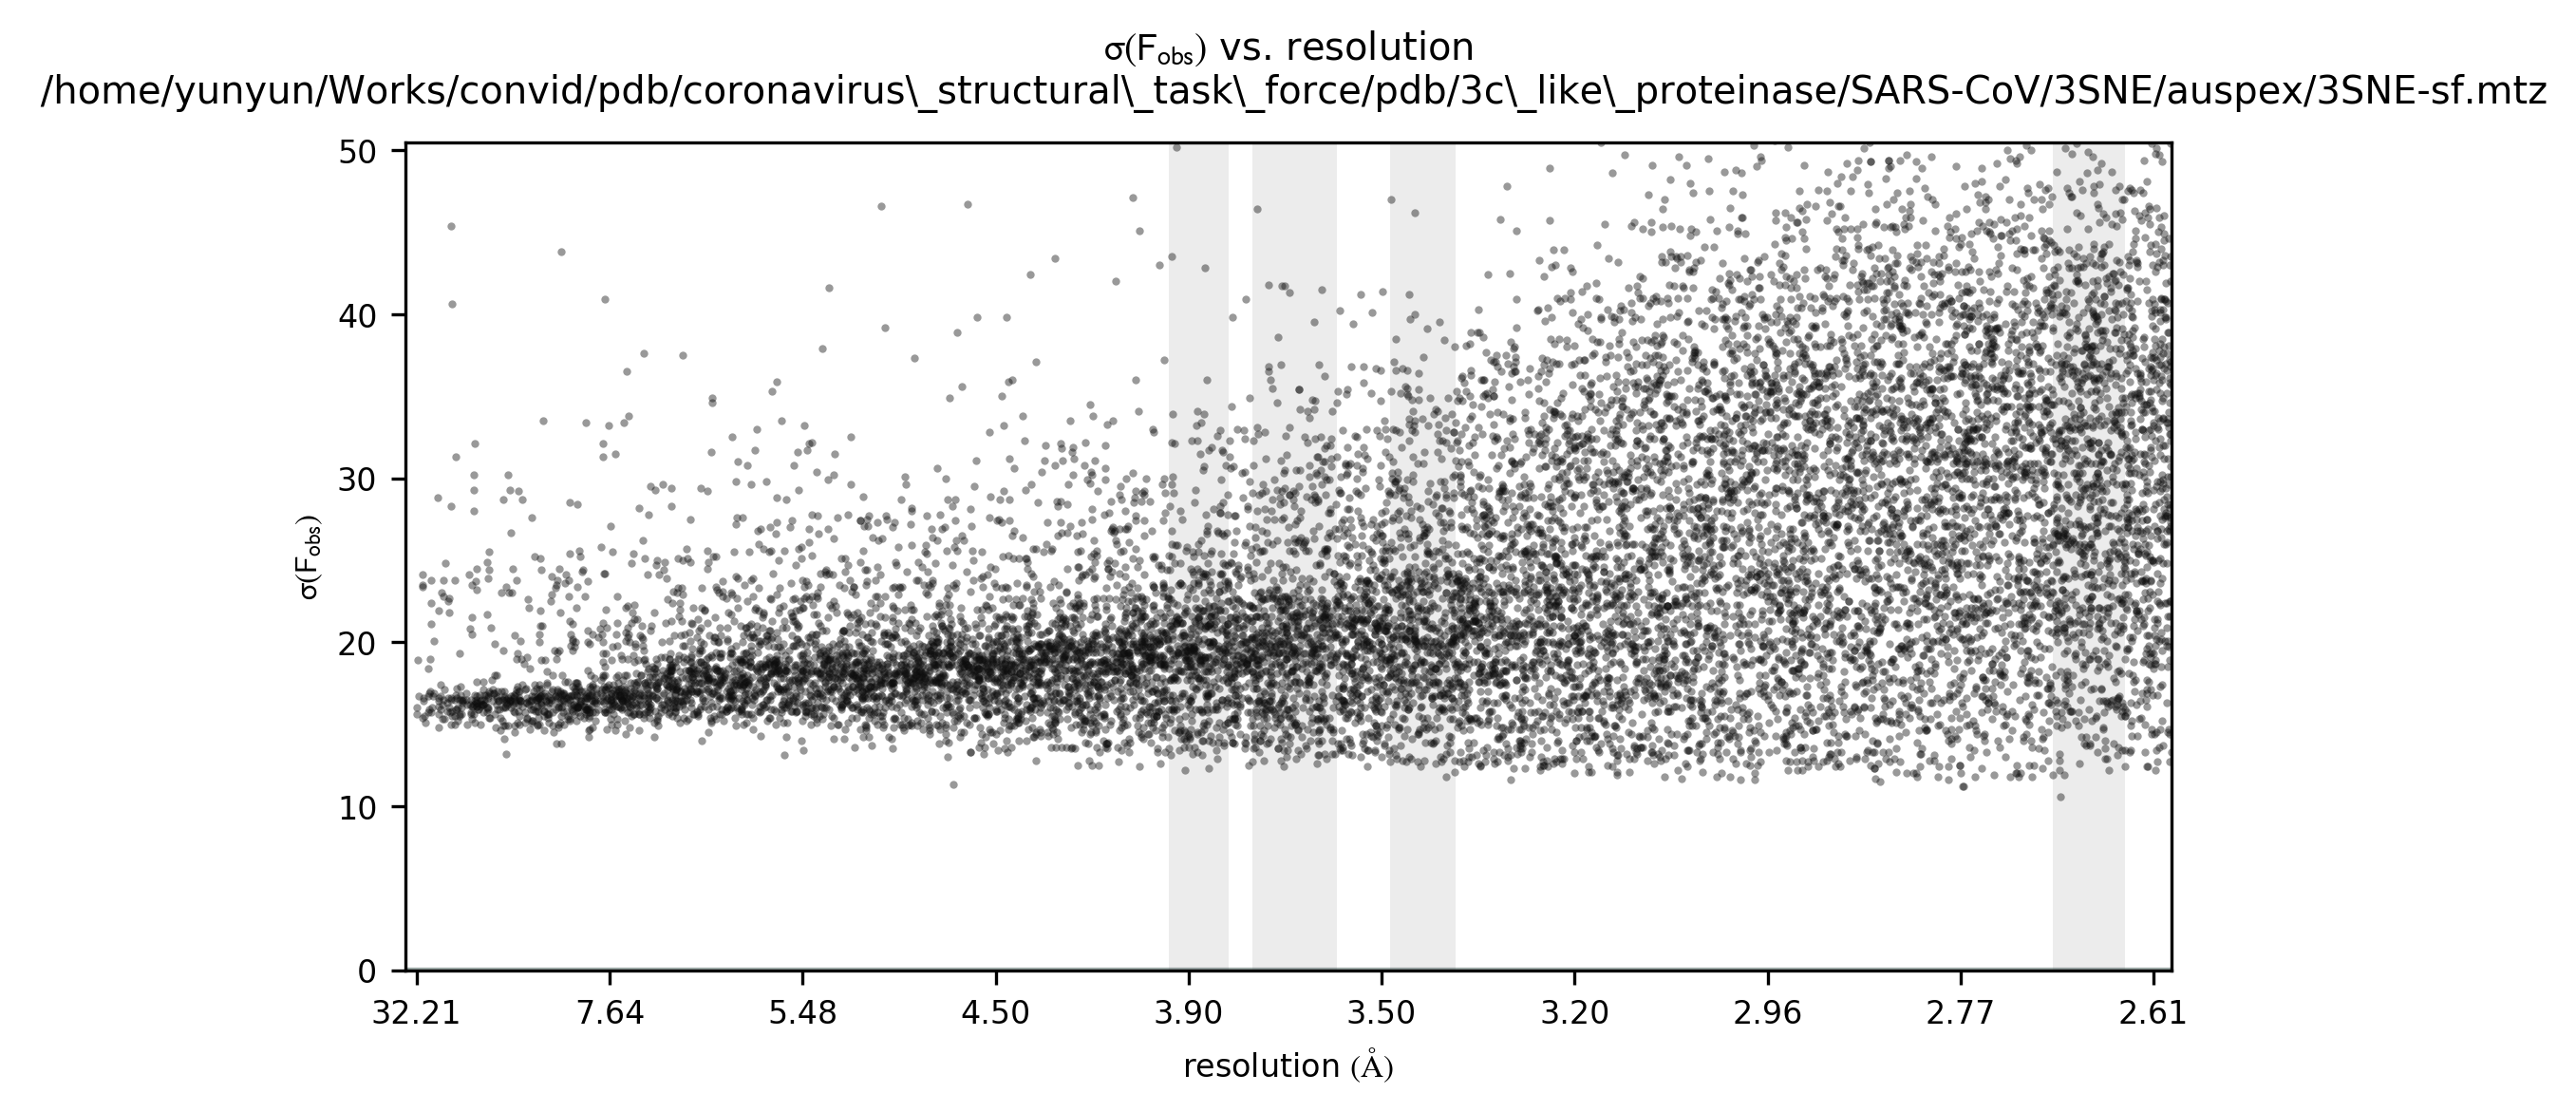 σ(F_obs) vs. resolution
/home/yunyun/Works/convid/pdb/coronavirus\_structural\_task\_force/pdb/3c\_like\_proteinase/SARS-CoV/3SNE/auspex/3SNE-sf.mtz
50
40
30
20
10
0
σ(F_obs)
32.21 7.64 5.48 4.50 3.90 3.50 3.20 2.96 2.77 2.61
resolution (Å)